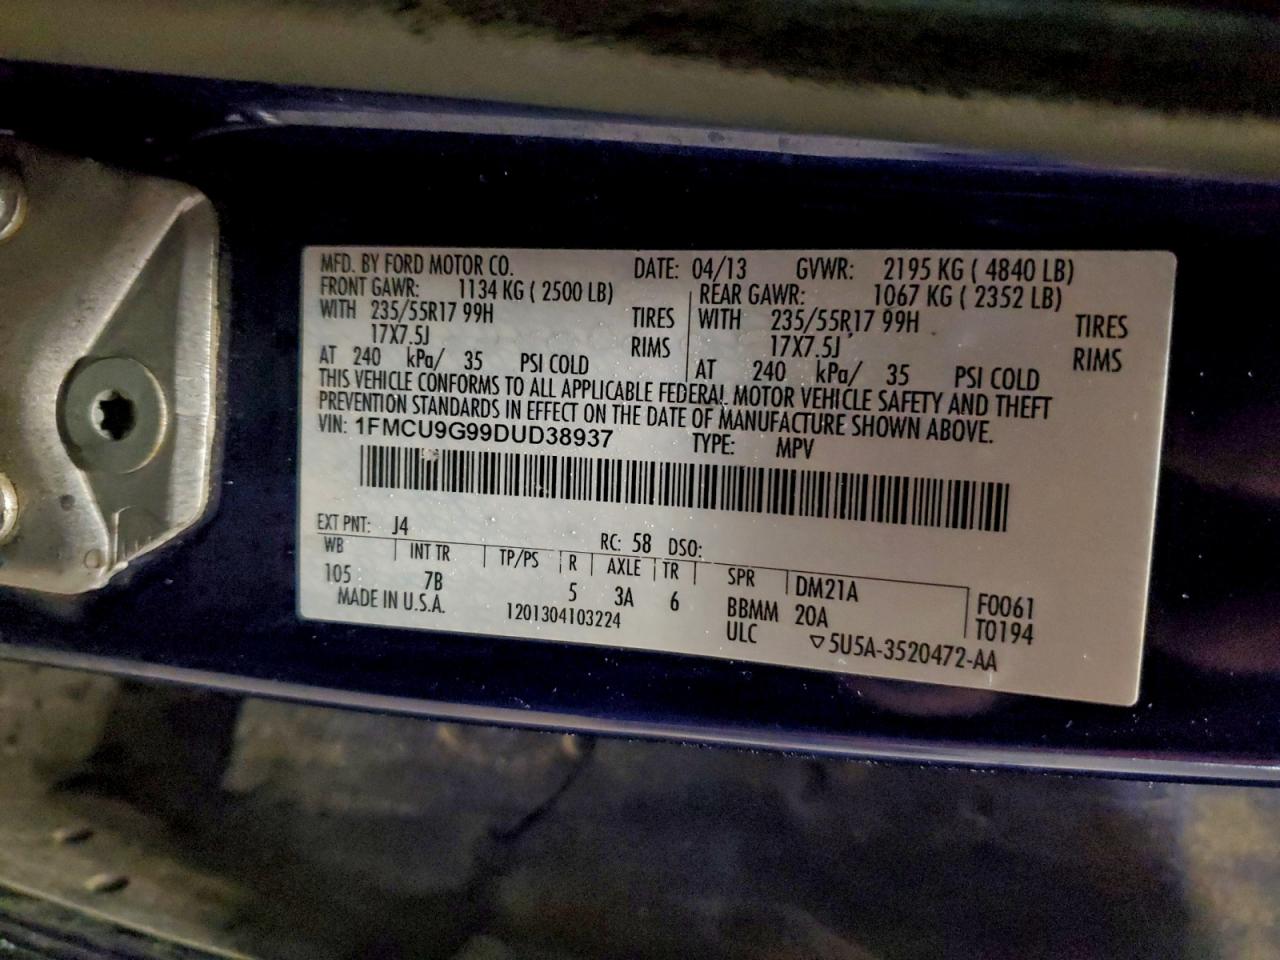 MFD. BY FORD MOTOR CO. DATE: 04/13 GVWR: 2195 KG ( 4840 LB)
FRONT GAWR: 1134 KG ( 2500 LB) REAR GAWR: 1067 KG ( 2352 LB)
WITH 235/55R17 99H TIRES WITH 235/55R17 99H TIRES
17X7.5J RIMS 17X7.5J RIMS
AT 240 kPa/ 35 PSI COLD AT 240 kPa/ 35 PSI COLD
THIS VEHICLE CONFORMS TO ALL APPLICABLE FEDERAL MOTOR VEHICLE SAFETY AND THEFT
PREVENTION STANDARDS IN EFFECT ON THE DATE OF MANUFACTURE SHOWN ABOVE.
VIN: 1FMCU9G99DUD38937 TYPE: MPV
EXT PNT: J4 RC: 58 DSO:
WB INT TR TP/PS R AXLE TR SPR DM21A F0061
105 7B 5 3A 6 BBMM 20A T0194
MADE IN U.S.A. 1201304103224 ULC ▽5U5A-3520472-AA